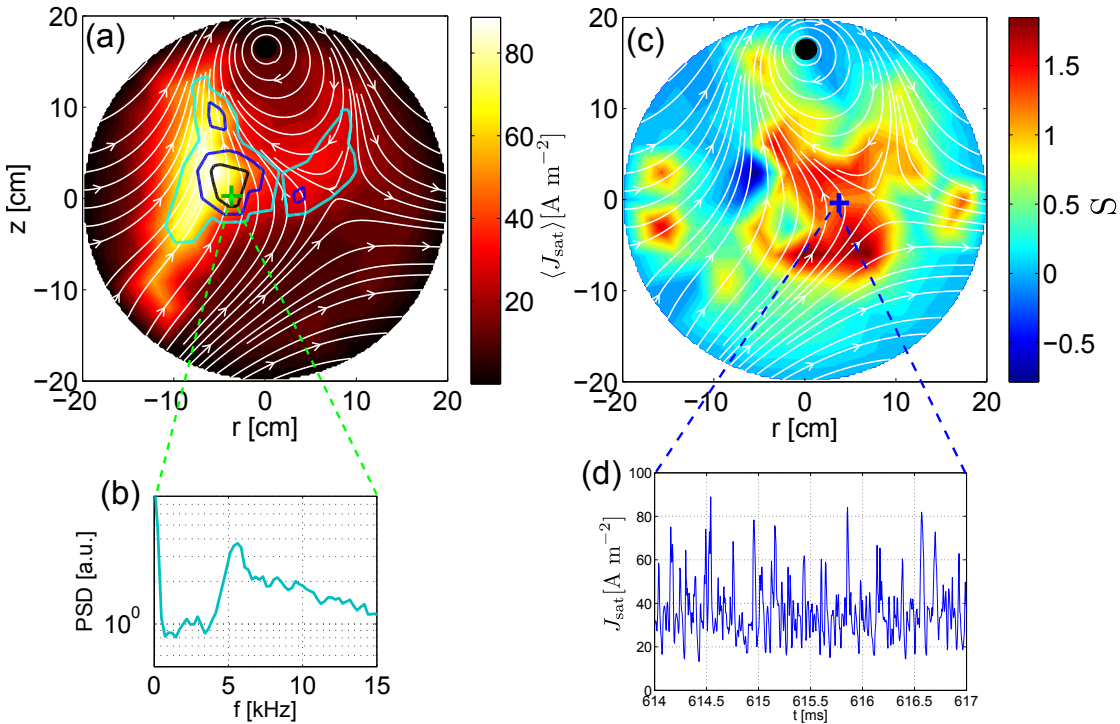 (a)
20
10
0
−10
−20
z [cm]
−20 −10 0 10 20
r [cm]
80
60
40
20
⟨J_sat⟩[A m⁻²]
(c)
20
10
0
−10
−20
−20 −10 0 10 20
r [cm]
1.5
1
0.5
0
−0.5
S
(b)
PSD [a.u.]
10⁰
0 5 10 15
f [kHz]
(d)
J_sat[A m⁻²]
100
80
60
40
20
0
614 614.5 615 615.5 616 616.5 617
t [ms]